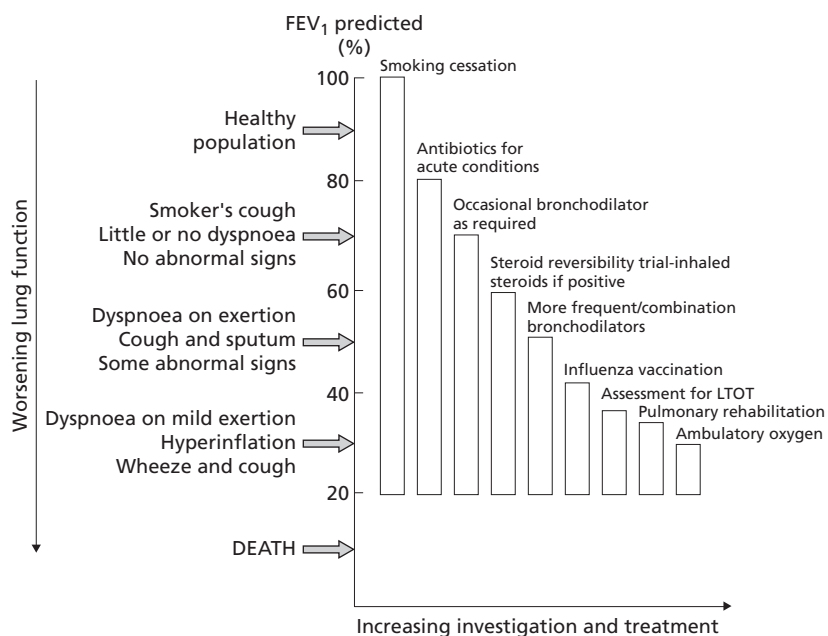 FEV₁ predicted
(%)
100
80
60
40
20
Worsening lung function
Healthy
population
Smoker's cough
Little or no dyspnoea
No abnormal signs
Dyspnoea on exertion
Cough and sputum
Some abnormal signs
Dyspnoea on mild exertion
Hyperinflation
Wheeze and cough
DEATH
Smoking cessation
Antibiotics for
acute conditions
Occasional bronchodilator
as required
Steroid reversibility trial-inhaled
steroids if positive
More frequent/combination
bronchodilators
Influenza vaccination
Assessment for LTOT
Pulmonary rehabilitation
Ambulatory oxygen
Increasing investigation and treatment